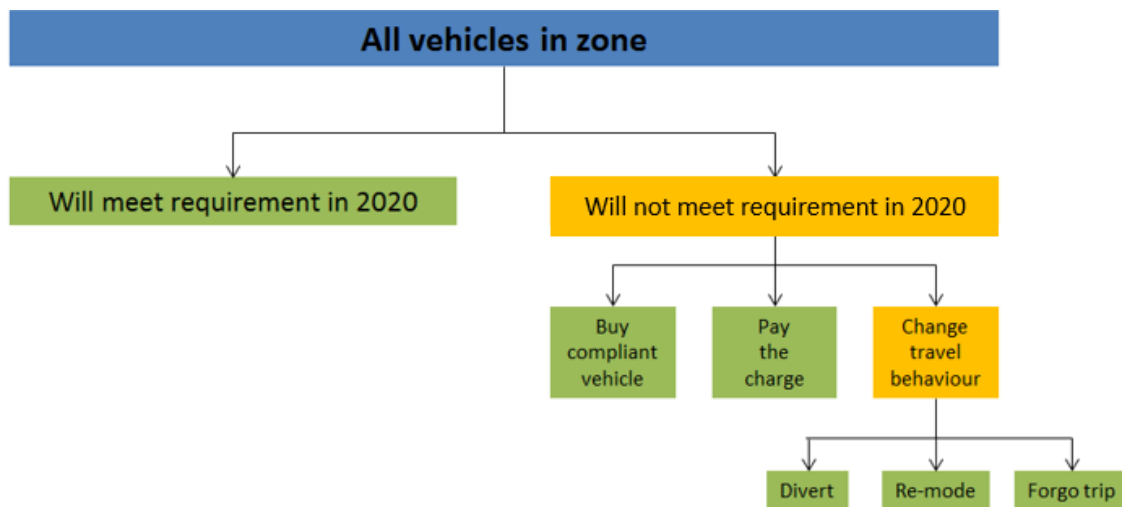 All vehicles in zone
Will meet requirement in 2020
Will not meet requirement in 2020
Buy
compliant
vehicle
Pay
the
charge
Change
travel
behaviour
Divert
Re-mode
Forgo trip